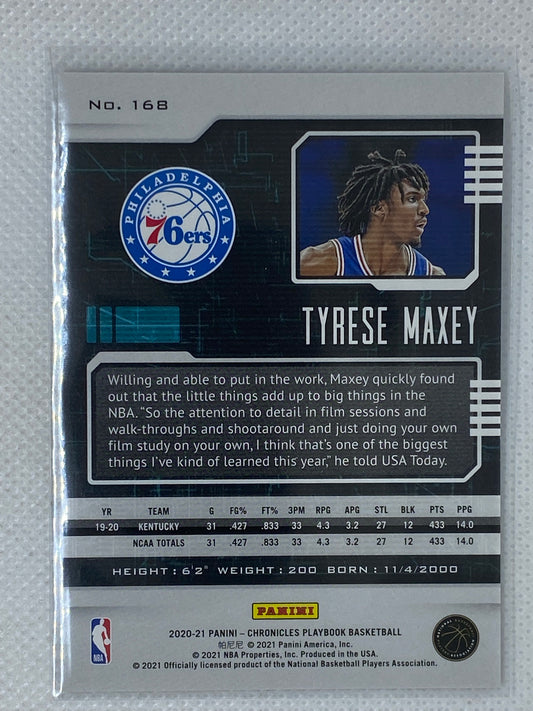 No. 168
PHILADELPHIA
76ers
TYRESE MAXEY
Willing and able to put in the work, Maxey quickly found
out that the little things add up to big things in the
NBA. “So the attention to detail in film sessions and
walk-throughs and shootaround and just doing your own
film study on your own, I think that’s one of the biggest
things I’ve kind of learned this year,” he told USA Today.
YR TEAM G FG% FT% 3PM RPG APG STL BLK PTS PPG
19-20 KENTUCKY 31 .427 .833 33 4.3 3.2 27 12 433 14.0
NCAA TOTALS 31 .427 .833 33 4.3 3.2 27 12 433 14.0
HEIGHT : 6'2" WEIGHT : 200 BORN : 11/4/2000
PANINI
2020-21 PANINI – CHRONICLES PLAYBOOK BASKETBALL
帕尼尼 © 2021 Panini America, Inc.
© 2021 NBA Properties, Inc. Produced in the USA.
© 2021 Officially licensed product of the National Basketball Players Association.
NBA